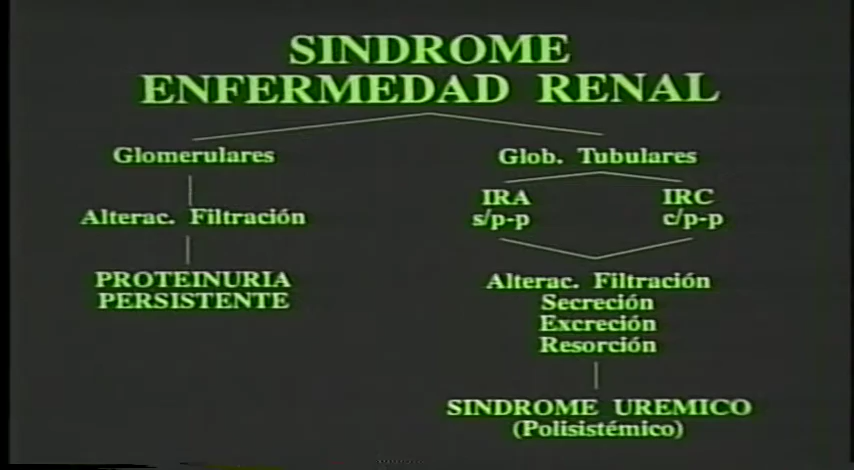 SINDROME
ENFERMEDAD RENAL
Glomerulares
Alterac. Filtración
PROTEINURIA
PERSISTENTE
Glob. Tubulares
IRA IRC
s/p-p c/p-p
Alterac. Filtración
Secreción
Excreción
Resorción
SINDROME UREMICO
(Polisistémico)